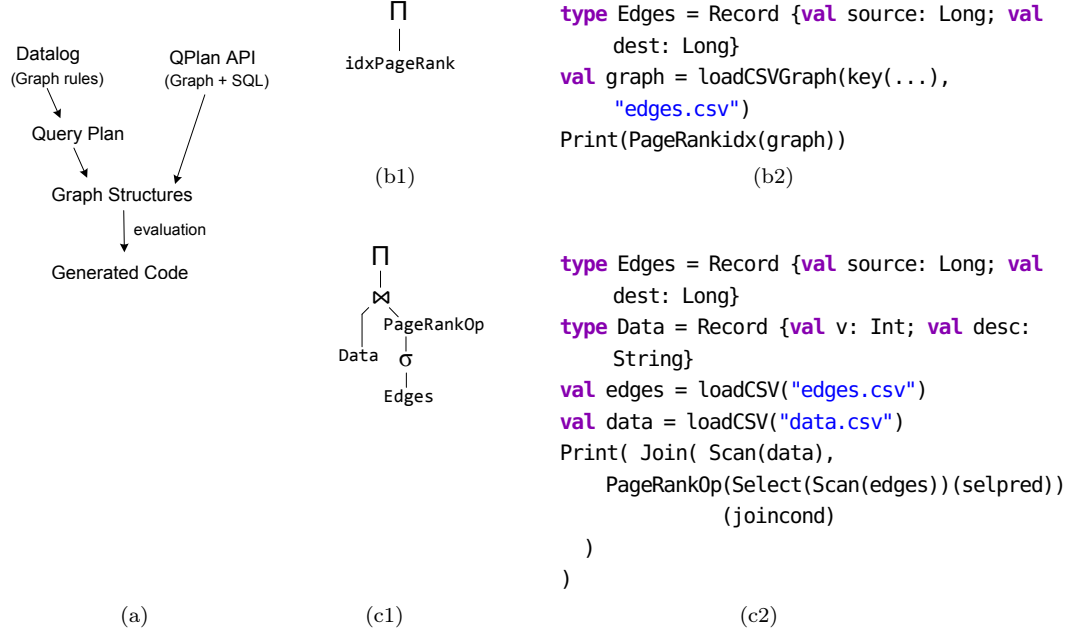 Datalog
(Graph rules)
QPlan API
(Graph + SQL)
Query Plan
Graph Structures
evaluation
Generated Code
(a)
Π
idxPageRank
(b1)
type Edges = Record {val source: Long; val
dest: Long}
val graph = loadCSVGraph(key(...),
"edges.csv")
Print(PageRankidx(graph))
(b2)
Π
⋈
PageRankOp
Data
σ
Edges
(c1)
type Edges = Record {val source: Long; val
dest: Long}
type Data = Record {val v: Int; val desc:
String}
val edges = loadCSV("edges.csv")
val data = loadCSV("data.csv")
Print( Join( Scan(data),
PageRankOp(Select(Scan(edges))(selpred))
(joincond)
)
)
(c2)